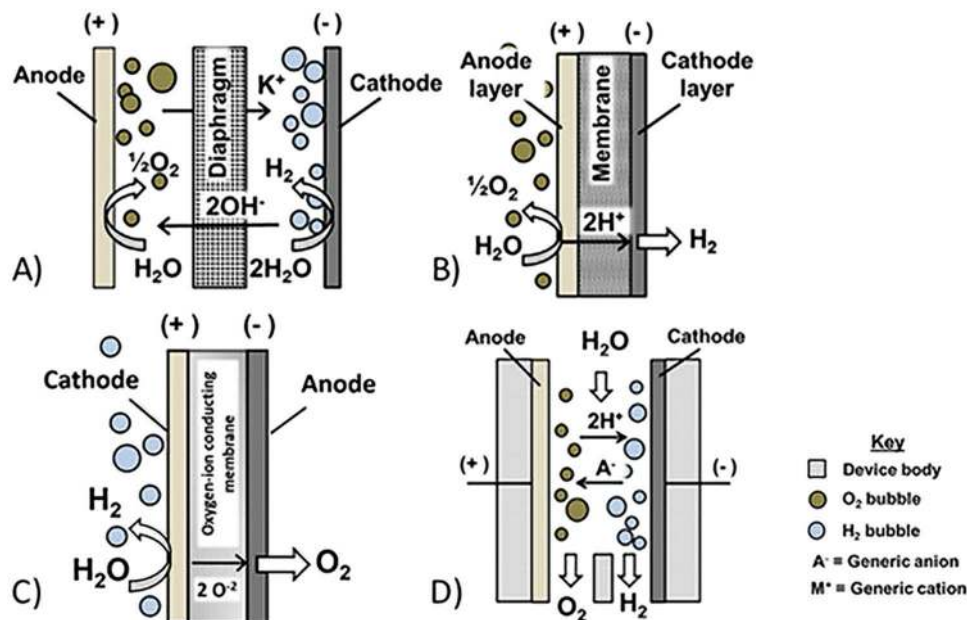 (+)
(-)
Anode
Diaphragm
K⁺
Cathode
½O₂
H₂
2OH⁻
H₂O
2H₂O
A)
(+)
(-)
Anode
layer
Membrane
Cathode
layer
½O₂
2H⁺
H₂O
H₂
B)
(+)
(-)
Cathode
Oxygen-ion conducting
membrane
Anode
H₂
H₂O
2 O⁻²
O₂
C)
Anode
H₂O
Cathode
2H⁺
A⁻
(+)
(-)
O₂
H₂
D)
Key
Device body
O₂ bubble
H₂ bubble
A⁻ = Generic anion
M⁺ = Generic cation